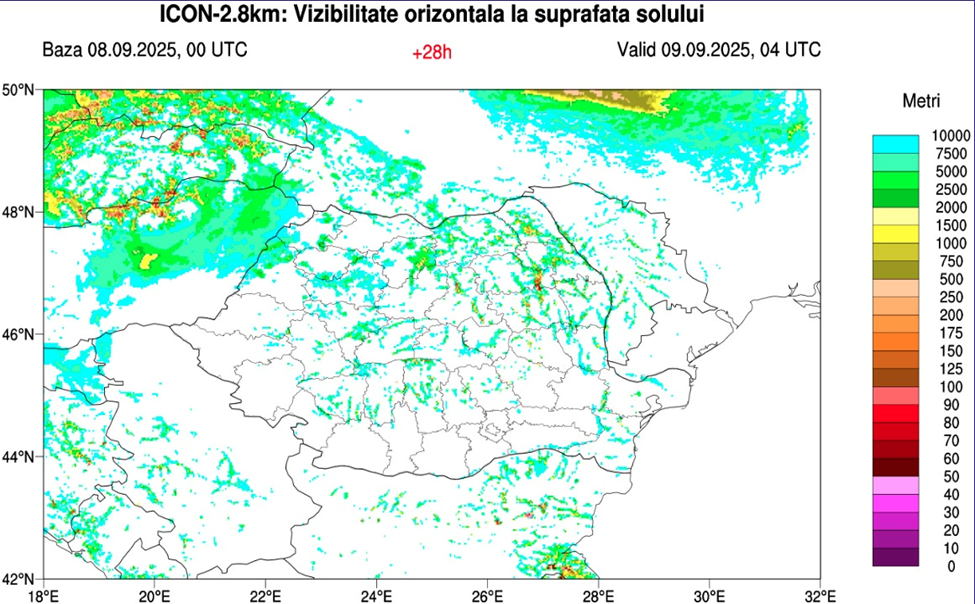 ICON-2.8km: Vizibilitate orizontala la suprafata solului
Baza 08.09.2025, 00 UTC
+28h
Valid 09.09.2025, 04 UTC
Metri
50°N
48°N
46°N
44°N
42°N
18°E
20°E
22°E
24°E
26°E
28°E
30°E
32°E
10000
7500
5000
2500
2000
1500
1000
750
500
250
200
175
150
125
100
90
80
70
60
50
40
30
20
10
0